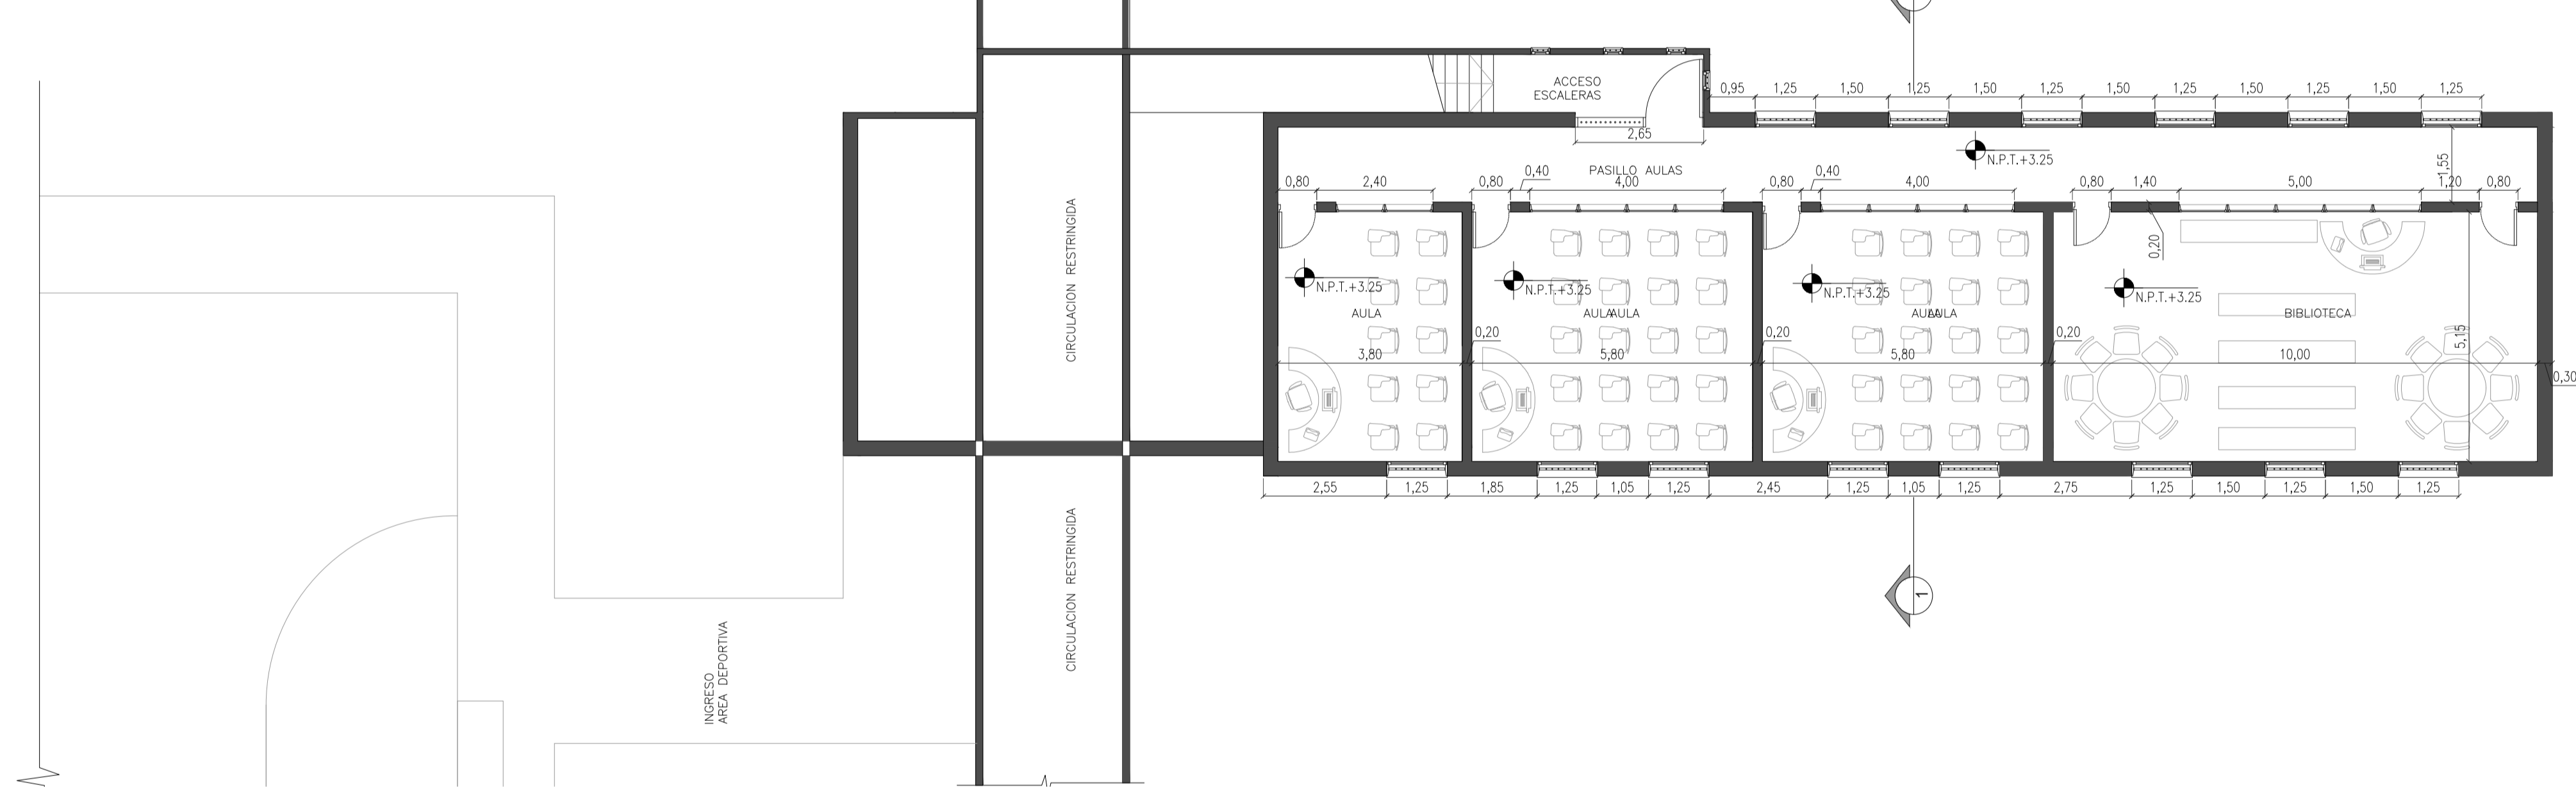 ACCESO
ESCALERAS
0,95 1,25 1,50 1,25 1,50 1,25 1,50 1,25 1,50 1,25 1,50 1,25
2,65
N.P.T.+3.25
1,55
PASILLO AULAS
0,80 2,40 0,80 0,40 4,00 0,80 0,40 4,00 0,80 1,40 5,00 1,20 0,80
0,20
N.P.T.+3.25 N.P.T.+3.25 N.P.T.+3.25 N.P.T.+3.25
AULA AULA AULA AULA AULA BIBLIOTECA
0,20 0,20 0,20
5,15
3,80 5,80 5,80 10,00
0,30
2,55 1,25 1,85 1,25 1,05 1,25 2,45 1,25 1,05 1,25 2,75 1,25 1,50 1,25 1,50 1,25
CIRCULACION RESTRINGIDA
CIRCULACION RESTRINGIDA
1
INGRESO
AREA DEPORTIVA